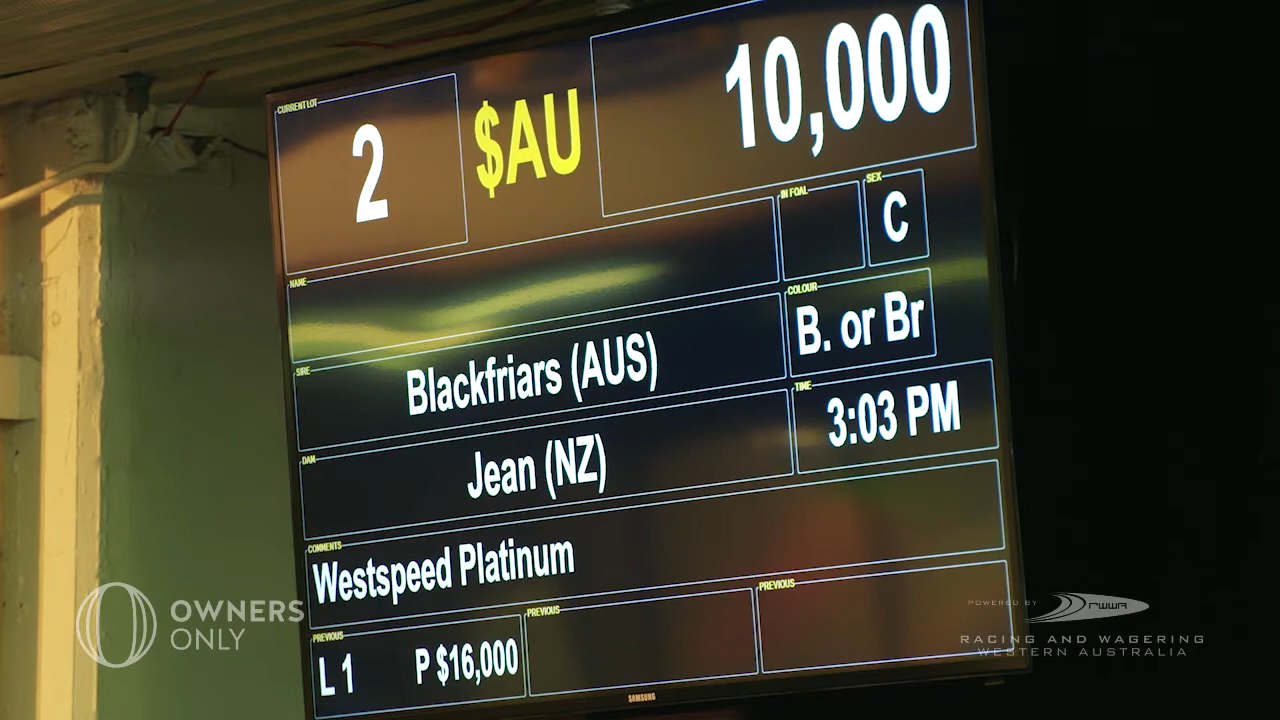 CURRENT LOT
2
$AU
10,000
NAME
IN FOAL
SEX
C
SIRE
Blackfriars (AUS)
COLOUR
B. or Br
DAM
Jean (NZ)
TIME
3:03 PM
COMMENTS
Westspeed Platinum
PREVIOUS
L 1 P $16,000
PREVIOUS
PREVIOUS
SAMSUNG
OWNERS
ONLY
POWERED BY rwwa
RACING AND WAGERING
WESTERN AUSTRALIA